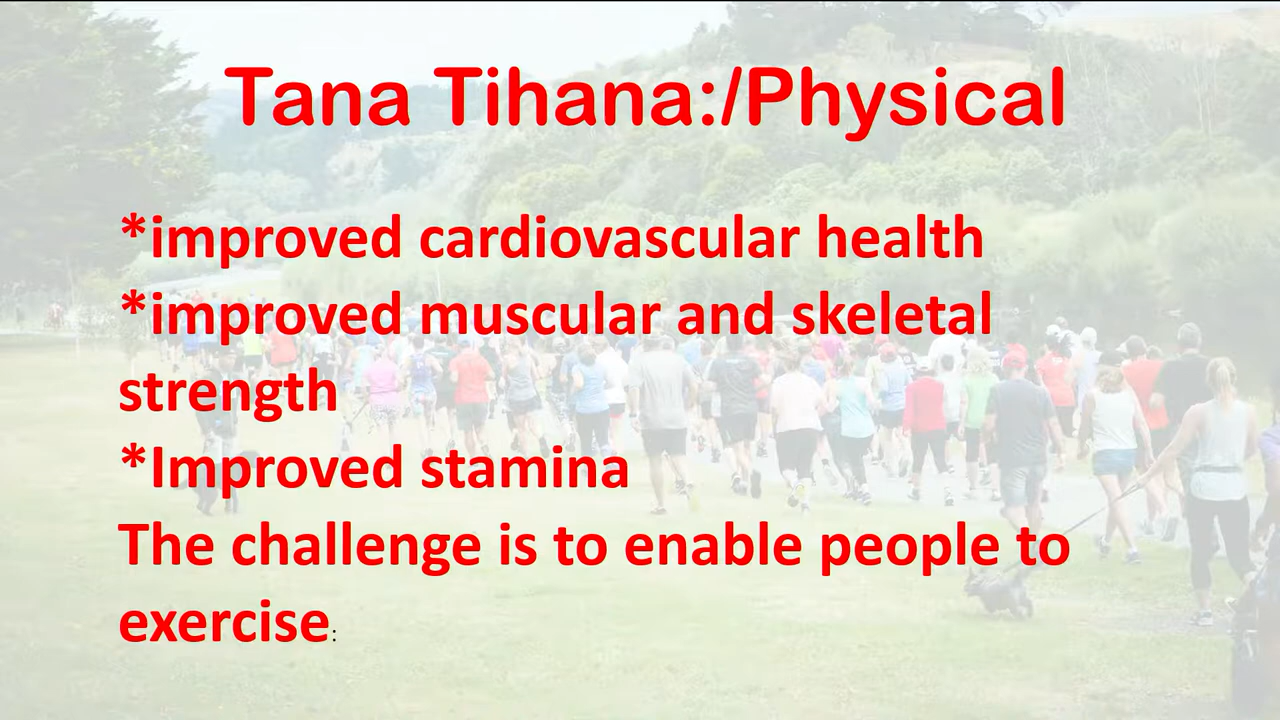 Tana Tihana:/Physical
*improved cardiovascular health
*improved muscular and skeletal
strength
*Improved stamina
The challenge is to enable people to
exercise: